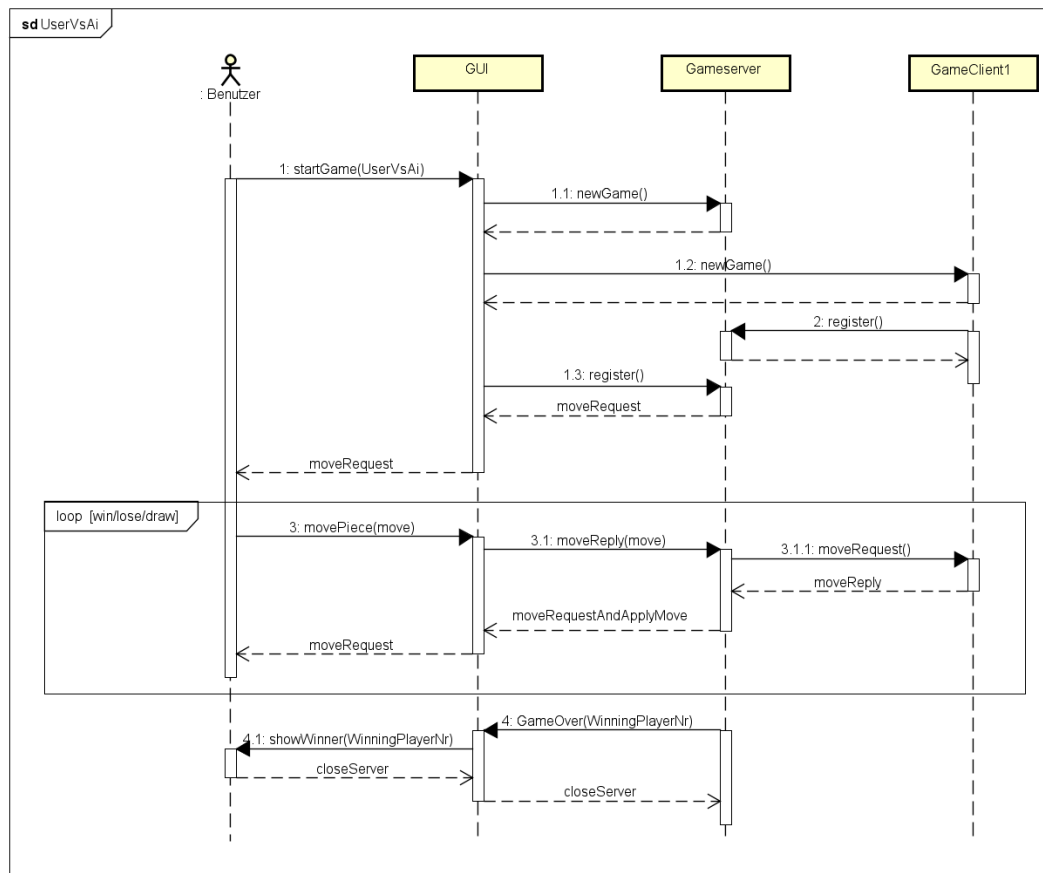 sd UserVsAi
: Benutzer
GUI
Gameserver
GameClient1
1: startGame(UserVsAi)
1.1: newGame()
1.2: newGame()
2: register()
1.3: register()
moveRequest
moveRequest
loop [win/lose/draw]
3: movePiece(move)
3.1: moveReply(move)
3.1.1: moveRequest()
moveReply
moveRequestAndApplyMove
moveRequest
4: GameOver(WinningPlayerNr)
4.1: showWinner(WinningPlayerNr)
closeServer
closeServer